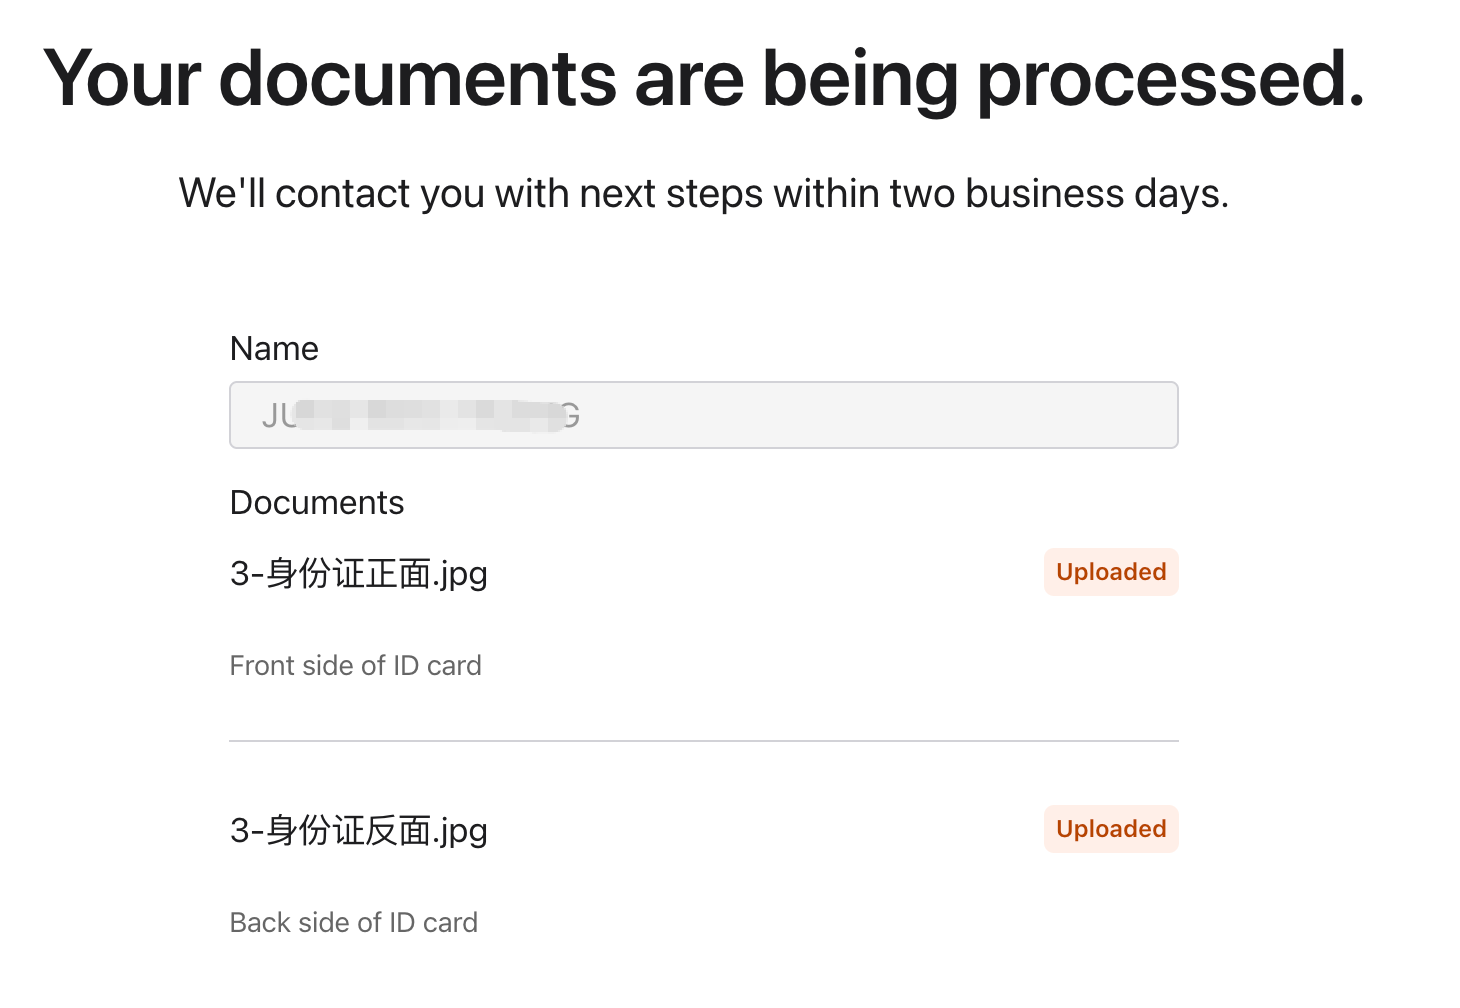 Your documents are being processed.
We'll contact you with next steps within two business days.
Name
Documents
3-身份证正面.jpg
Uploaded
Front side of ID card
3-身份证反面.jpg
Uploaded
Back side of ID card